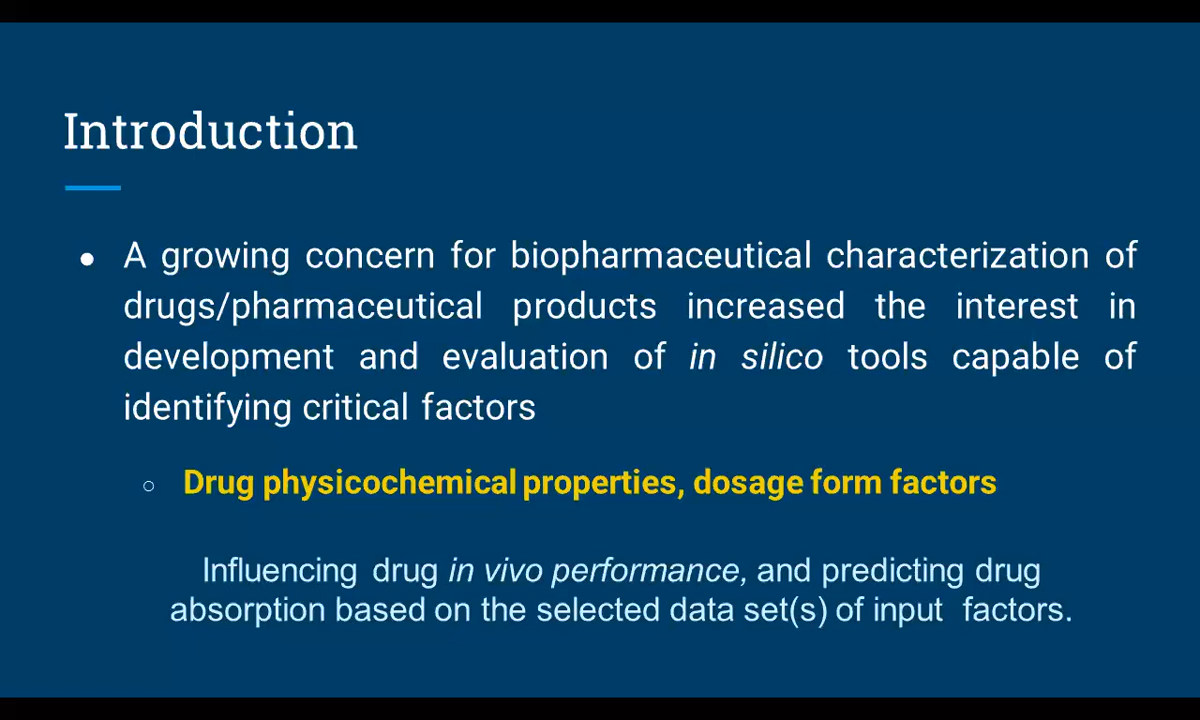 Introduction
● A growing concern for biopharmaceutical characterization of
drugs/pharmaceutical products increased the interest in
development and evaluation of in silico tools capable of
identifying critical factors
○ Drug physicochemical properties, dosage form factors
Influencing drug in vivo performance, and predicting drug
absorption based on the selected data set(s) of input factors.